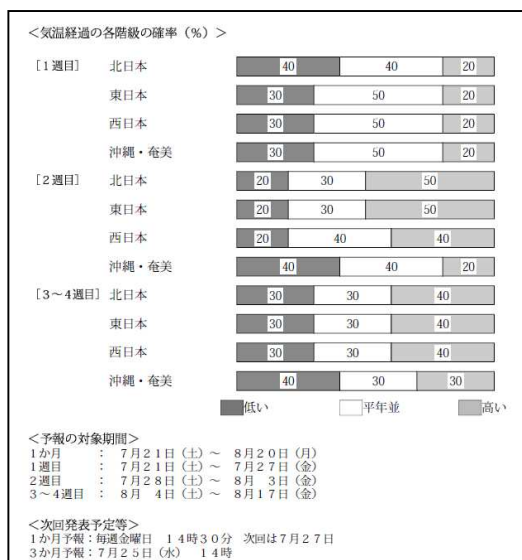 <気温経過の各階級の確率(%)>
[1週目] 北日本 40 40 20
東日本 30 50 20
西日本 30 50 20
沖縄・奄美 30 50 20
[2週目] 北日本 20 30 50
東日本 20 30 50
西日本 20 40 40
沖縄・奄美 40 40 20
[3～4週目] 北日本 30 30 40
東日本 30 30 40
西日本 30 30 40
沖縄・奄美 40 30 30
低い 平年並 高い
<予報の対象期間>
1か月 : 7月21日(土)～ 8月20日(月)
1週目 : 7月21日(土)～ 7月27日(金)
2週目 : 7月28日(土)～ 8月 3日(金)
3～4週目 : 8月 4日(土)～ 8月17日(金)
<次回発表予定等>
1か月予報:毎週金曜日 14時30分 次回は7月27日
3か月予報:7月25日(水) 14時